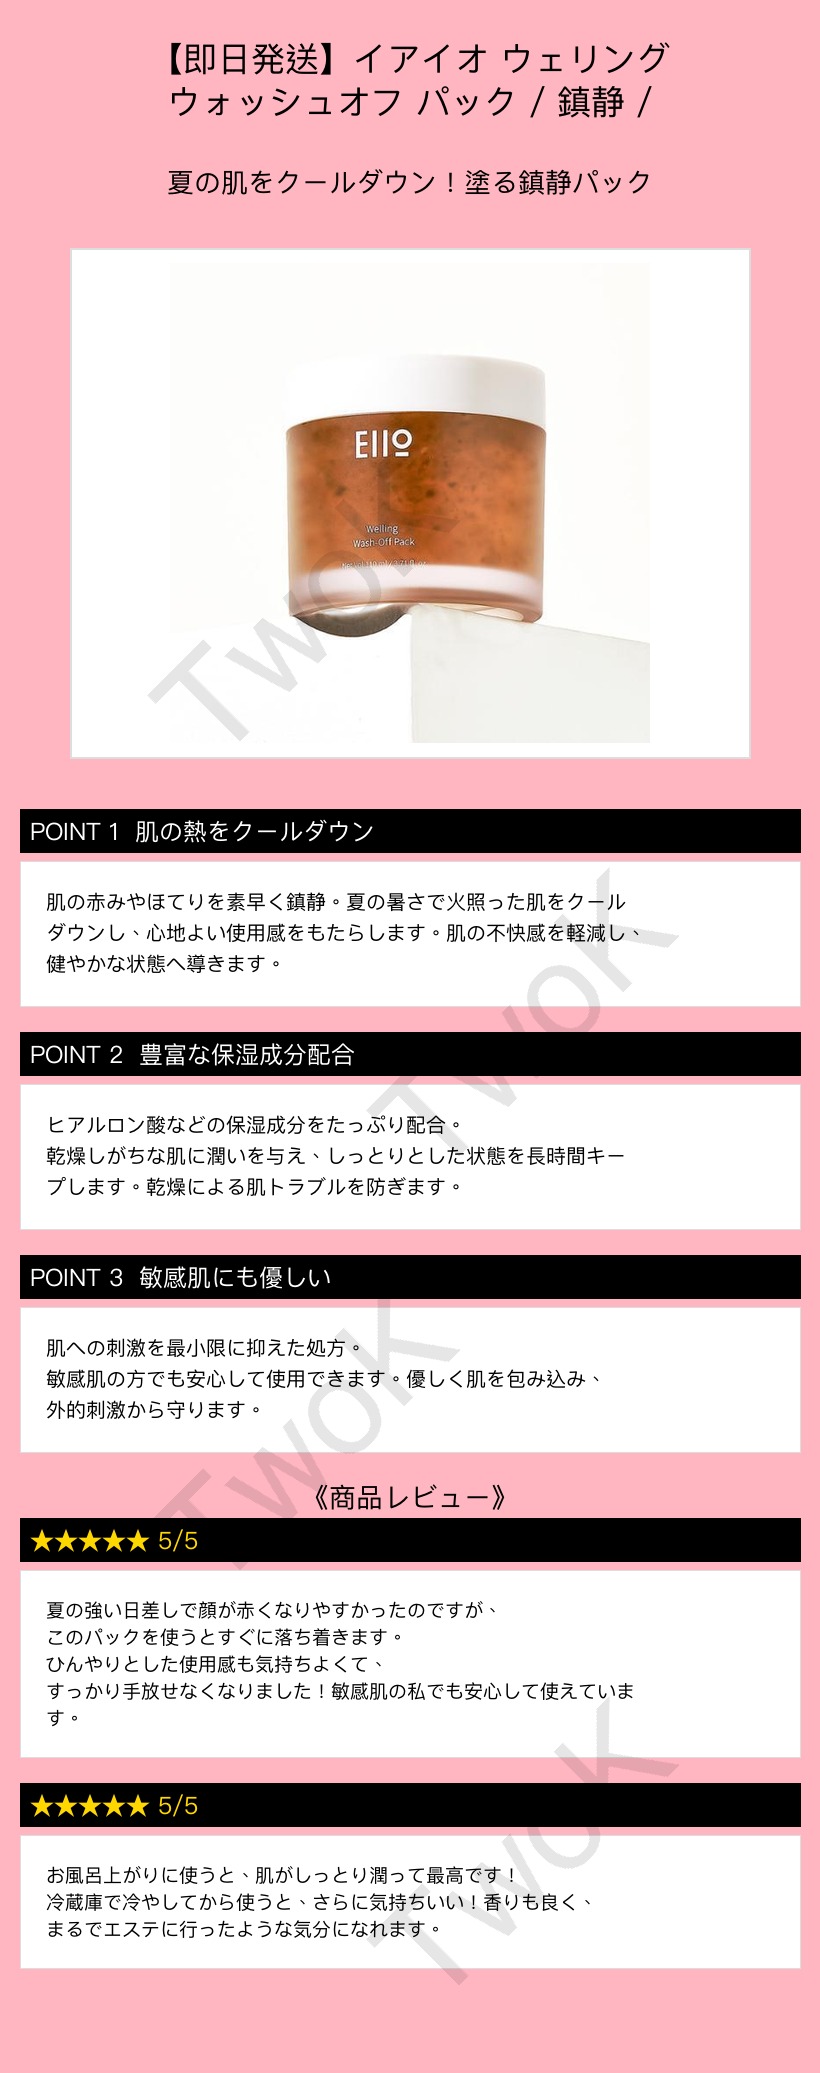 【即日発送】イアイオ ウェリング
ウォッシュオフ パック / 鎮静 /
夏の肌をクールダウン！塗る鎮静パック
EIIO
Welling
Wash-Off Pack
Net vol 110 ml / 3.71 fl. oz
POINT 1 肌の熱をクールダウン
肌の赤みやほてりを素早く鎮静。夏の暑さで火照った肌をクール
ダウンし、心地よい使用感をもたらします。肌の不快感を軽減し、
健やかな状態へ導きます。
POINT 2 豊富な保湿成分配合
ヒアルロン酸などの保湿成分をたっぷり配合。
乾燥しがちな肌に潤いを与え、しっとりとした状態を長時間キー
プします。乾燥による肌トラブルを防ぎます。
POINT 3 敏感肌にも優しい
肌への刺激を最小限に抑えた処方。
敏感肌の方でも安心して使用できます。優しく肌を包み込み、
外的刺激から守ります。
《商品レビュー》
★★★★★ 5/5
夏の強い日差しで顔が赤くなりやすかったのですが、
このパックを使うとすぐに落ち着きます。
ひんやりとした使用感も気持ちよくて、
すっかり手放せなくなりました！敏感肌の私でも安心して使えていま
す。
★★★★★ 5/5
お風呂上がりに使うと、肌がしっとり潤って最高です！
冷蔵庫で冷やしてから使うと、さらに気持ちいい！香りも良く、
まるでエステに行ったような気分になれます。
TwoK
TwoK
TwoK
TwoK